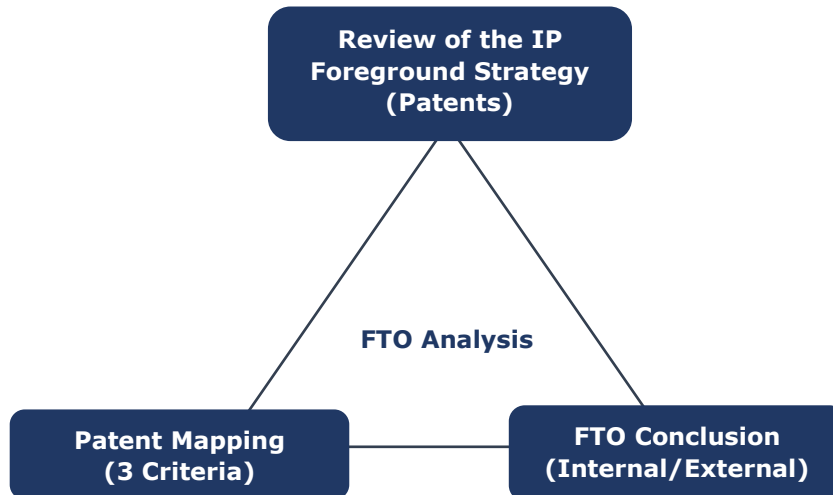 Review of the IP
Foreground Strategy
(Patents)
FTO Analysis
Patent Mapping
(3 Criteria)
FTO Conclusion
(Internal/External)